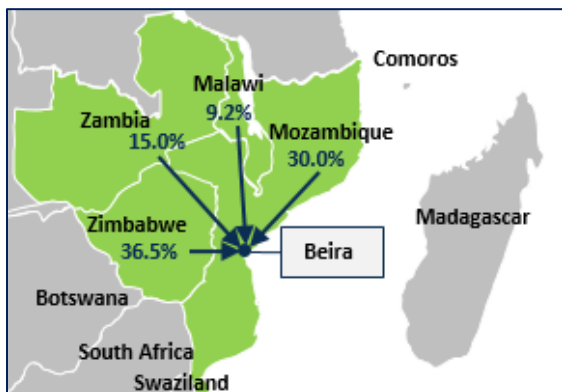 Comoros
Malawi
9.2%
Zambia
15.0%
Mozambique
30.0%
Madagascar
Zimbabwe
36.5%
Beira
Botswana
South Africa
Swaziland